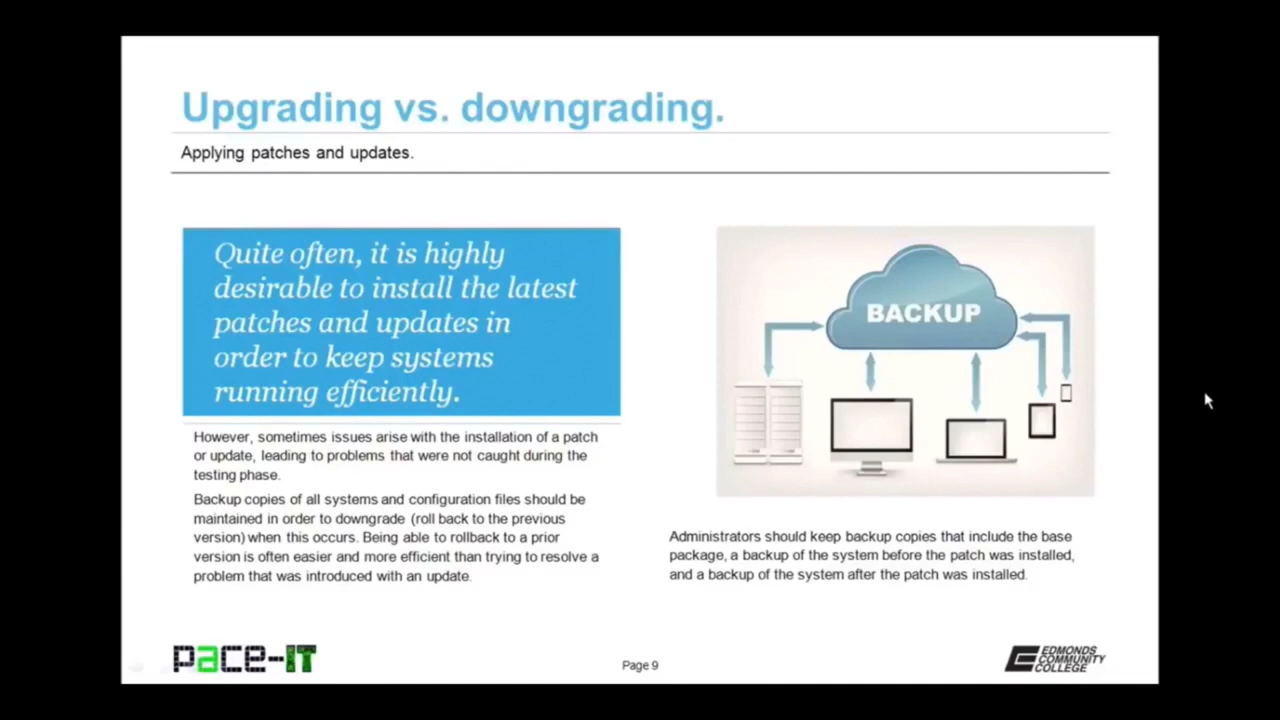 Upgrading vs. downgrading.
Applying patches and updates.
Quite often, it is highly
desirable to install the latest
patches and updates in
order to keep systems
running efficiently.
However, sometimes issues arise with the installation of a patch
or update, leading to problems that were not caught during the
testing phase.
Backup copies of all systems and configuration files should be
maintained in order to downgrade (roll back to the previous
version) when this occurs. Being able to rollback to a prior
version is often easier and more efficient than trying to resolve a
problem that was introduced with an update.
BACKUP
Administrators should keep backup copies that include the base
package, a backup of the system before the patch was installed,
and a backup of the system after the patch was installed.
pace-IT
Page 9
EDMONDS
COMMUNITY
COLLEGE